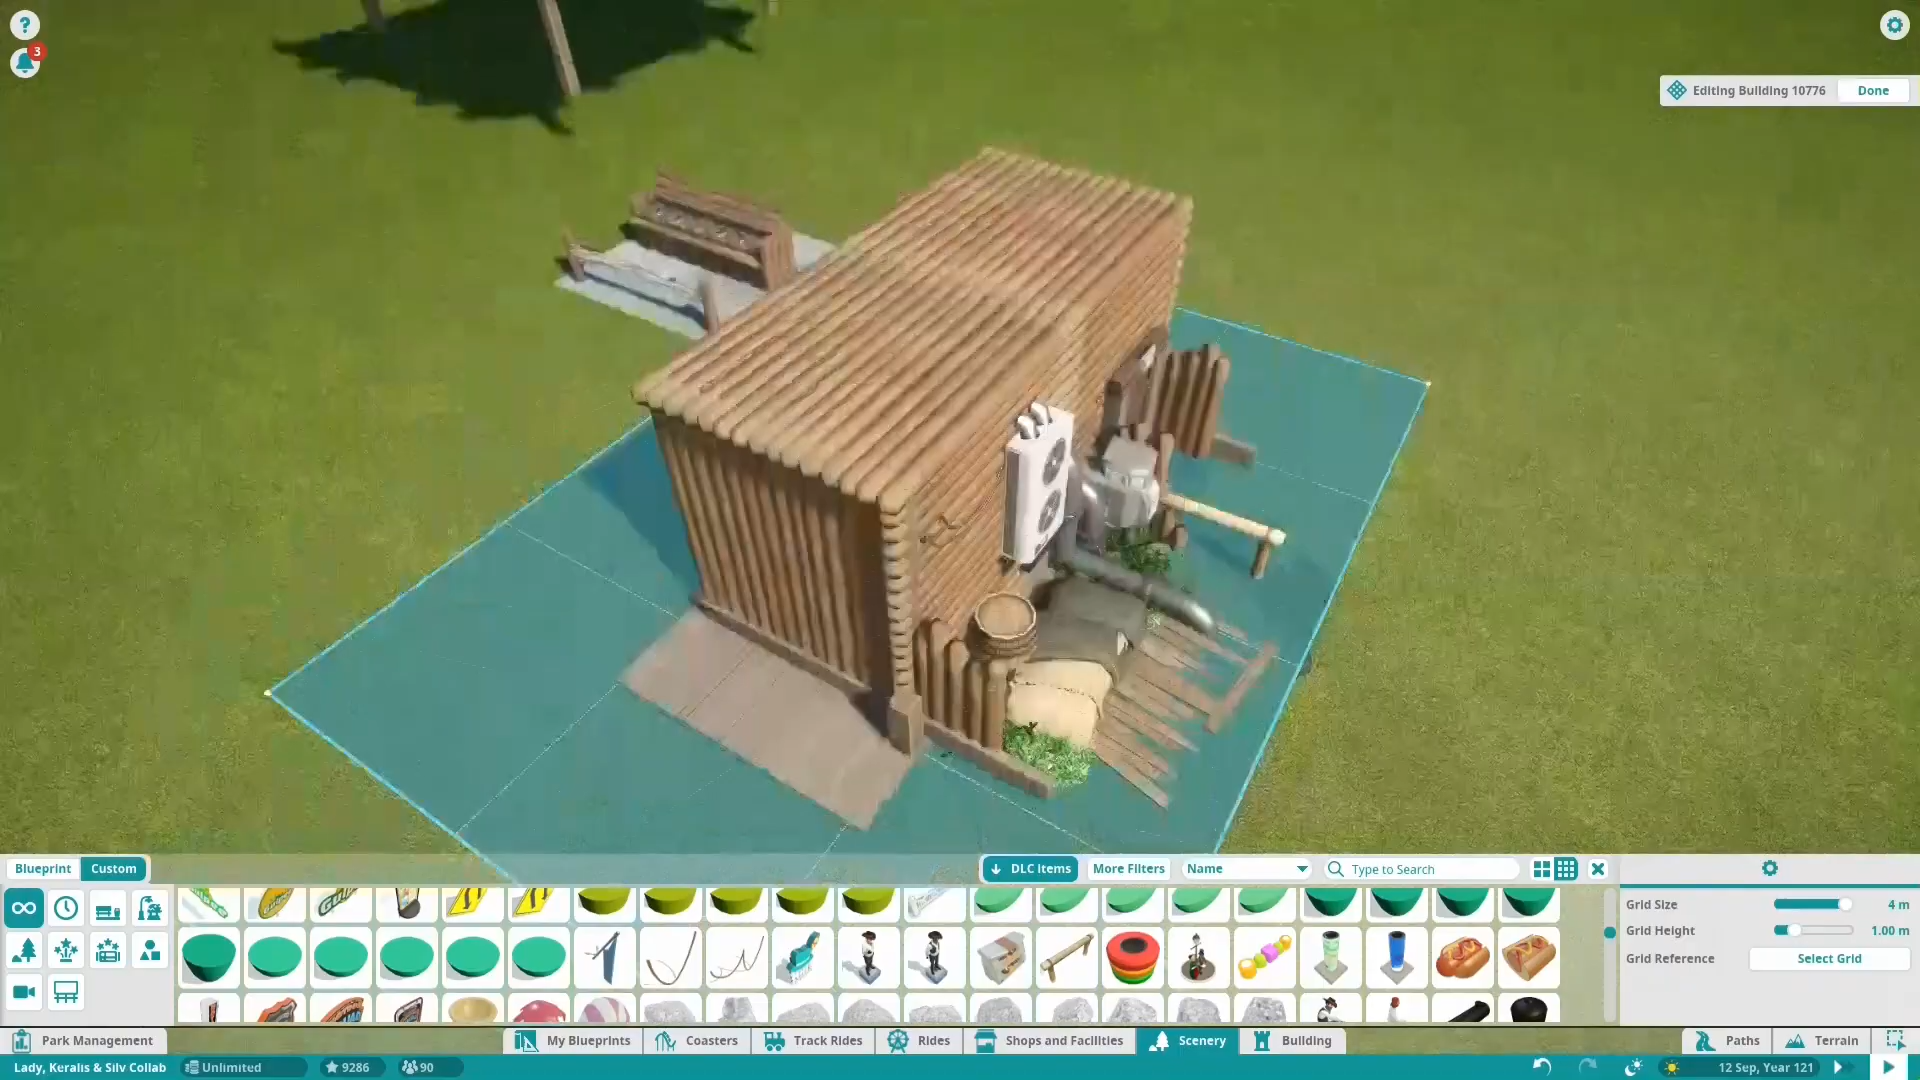 ?
3
Editing Building 10776
Done
Blueprint
Custom
DLC Items
More Filters
Name
Type to Search
Grid Size
4 m
Grid Height
1.00 m
Grid Reference
Select Grid
Park Management
My Blueprints
Coasters
Track Rides
Rides
Shops and Facilities
Scenery
Building
Paths
Terrain
Lady, Keralis & Silv Collab
Unlimited
9286
90
12 Sep, Year 121